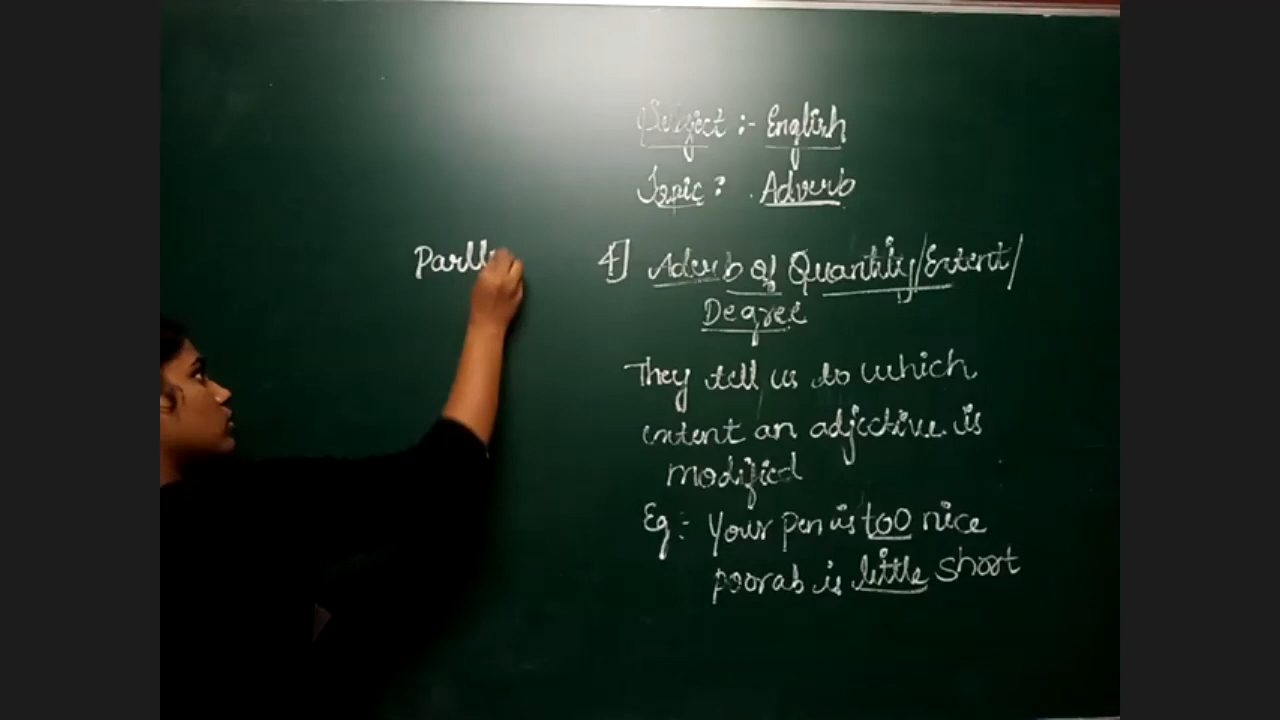 Subject :- English
Topic : Adverb
4] Adverb of Quantity/Extent/
Degree
They tell us to which
extent an adjective is
modified
Eg :- Your pen is too nice
poorab is little short